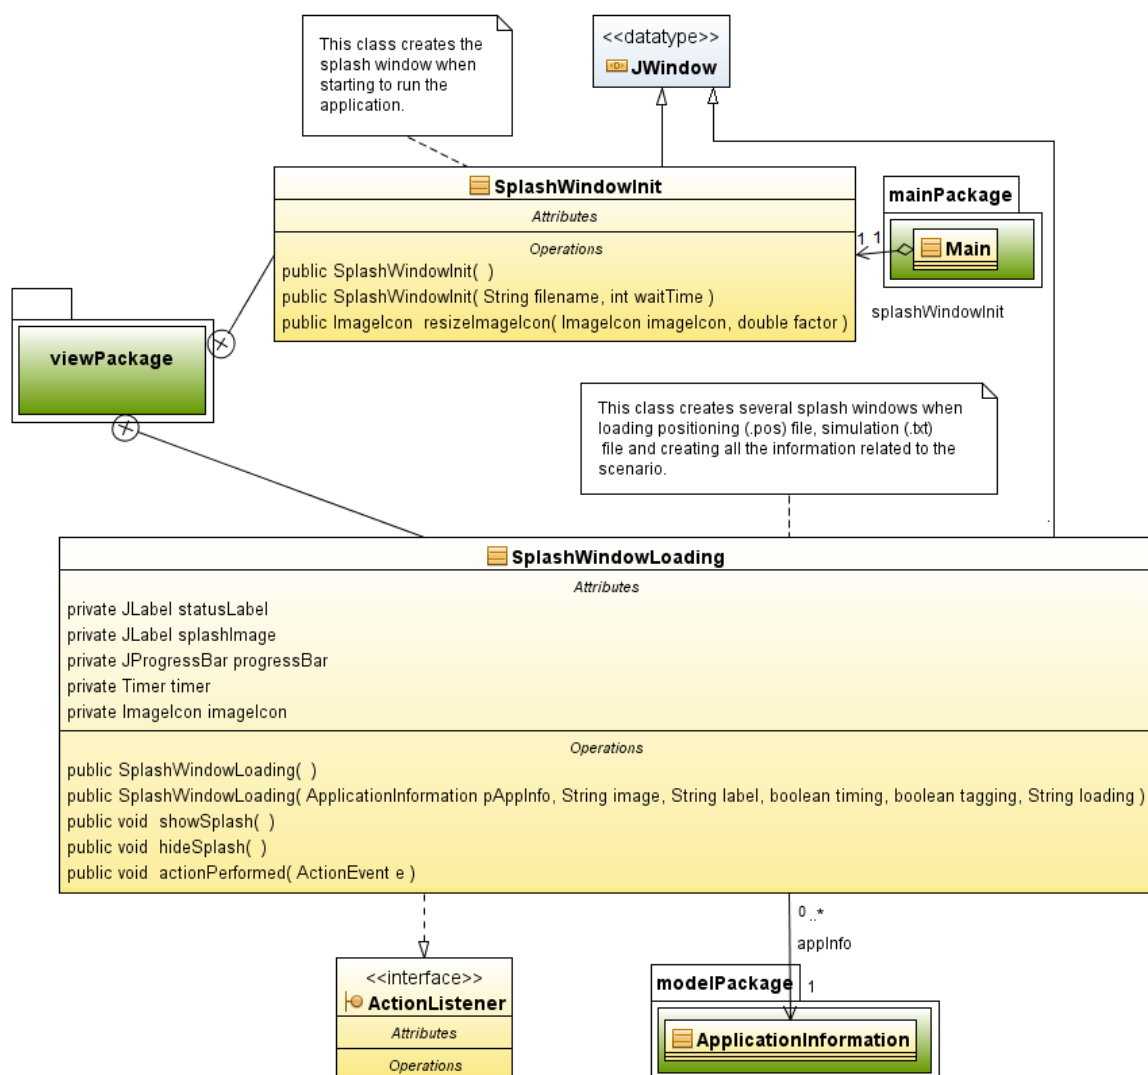 This class creates the
splash window when
starting to run the
application.
<<datatype>>
JWindow
SplashWindowInit
Attributes
Operations
public SplashWindowInit( )
public SplashWindowInit( String filename, int waitTime )
public ImageIcon resizeImageIcon( ImageIcon imageIcon, double factor )
mainPackage
Main
1 1
splashWindowInit
viewPackage
This class creates several splash windows when
loading positioning (.pos) file, simulation (.txt)
file and creating all the information related to the
scenario.
SplashWindowLoading
Attributes
private JLabel statusLabel
private JLabel splashImage
private JProgressBar progressBar
private Timer timer
private ImageIcon imageIcon
Operations
public SplashWindowLoading( )
public SplashWindowLoading( ApplicationInformation pAppInfo, String image, String label, boolean timing, boolean tagging, String loading )
public void showSplash( )
public void hideSplash( )
public void actionPerformed( ActionEvent e )
0..*
appInfo
<<interface>>
ActionListener
Attributes
Operations
modelPackage
1
ApplicationInformation